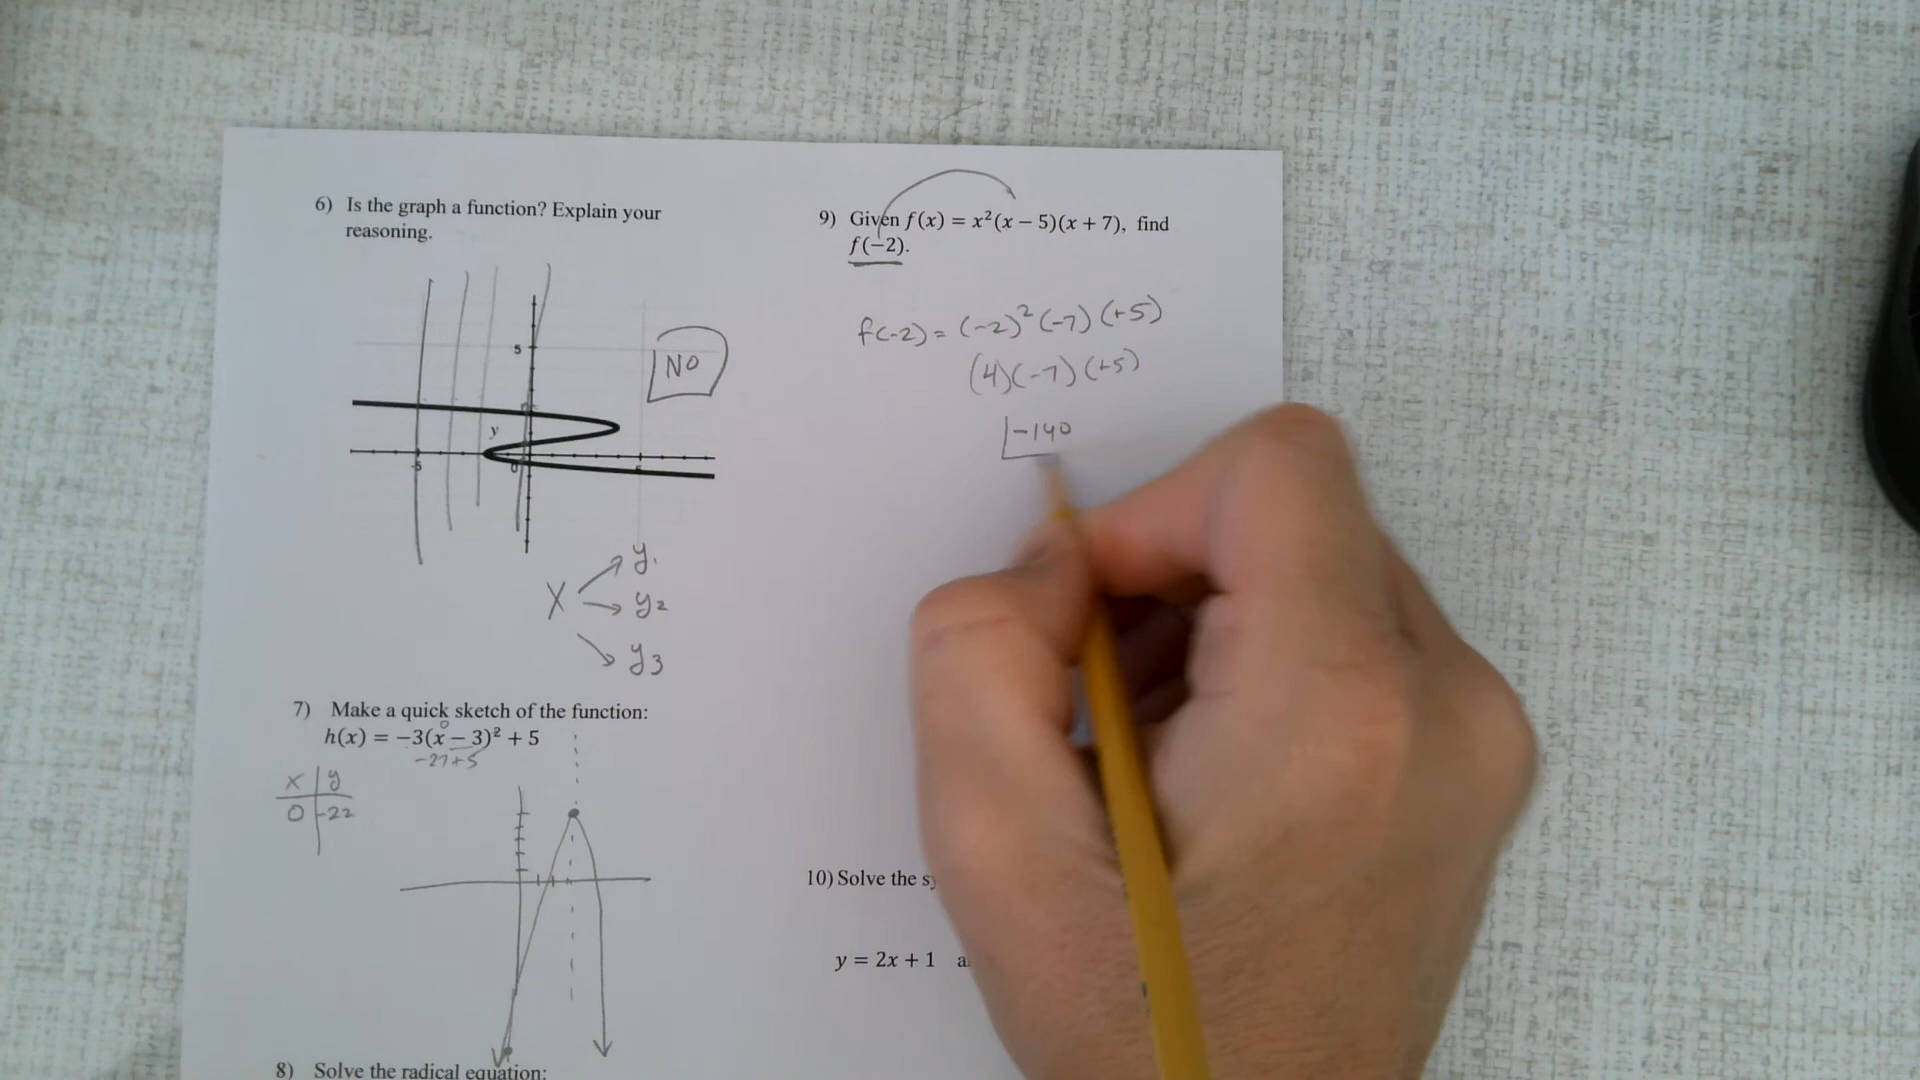 6) Is the graph a function? Explain your
reasoning.
5
y
-5
0
5
NO
X
y₁
y₂
y₃
7) Make a quick sketch of the function:
h(x) = −3(x − 3)² + 5
0
-27+5
x | y
0 | -22
8) Solve the radical equation:
9) Given f(x) = x²(x − 5)(x + 7), find
f(−2).
f(-2) = (-2)² (-7) (+5)
(4)(-7) (+5)
-140
10) Solve the
y = 2x + 1